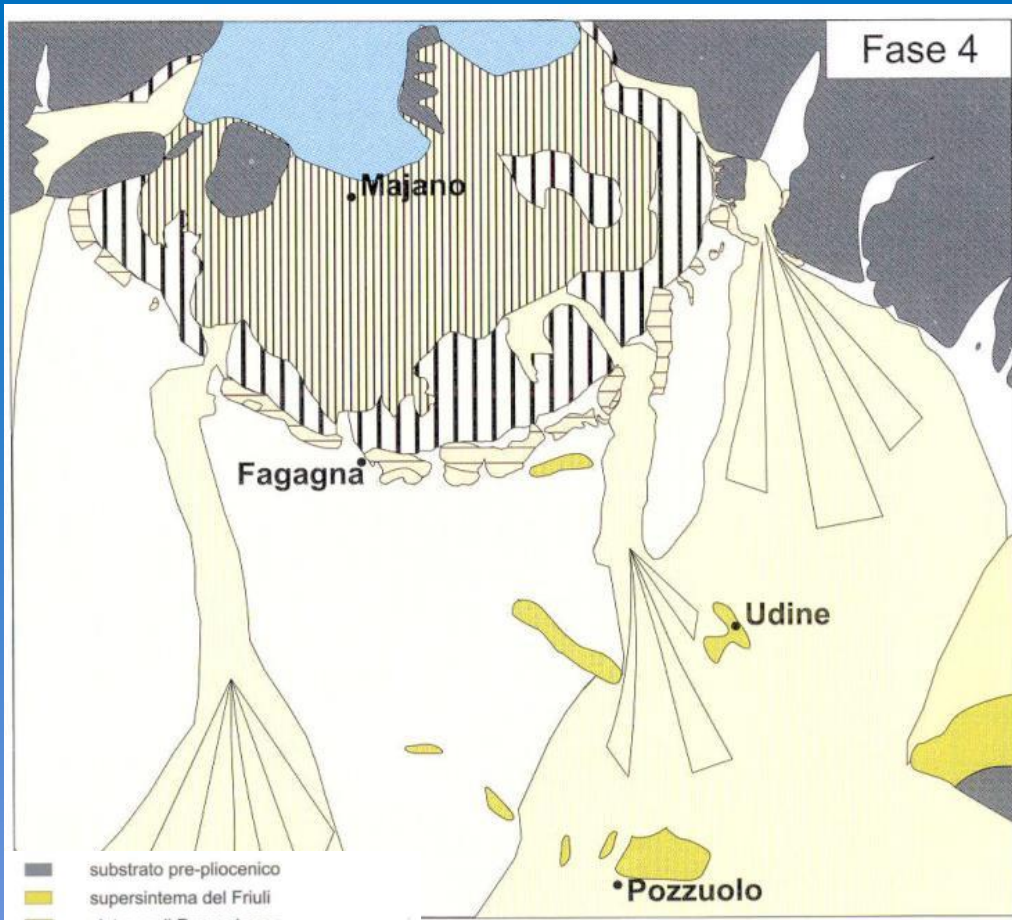 Fase 4
Majano
Fagagna
Udine
Pozzuolo
substrato pre-pliocenico
supersintema del Friuli